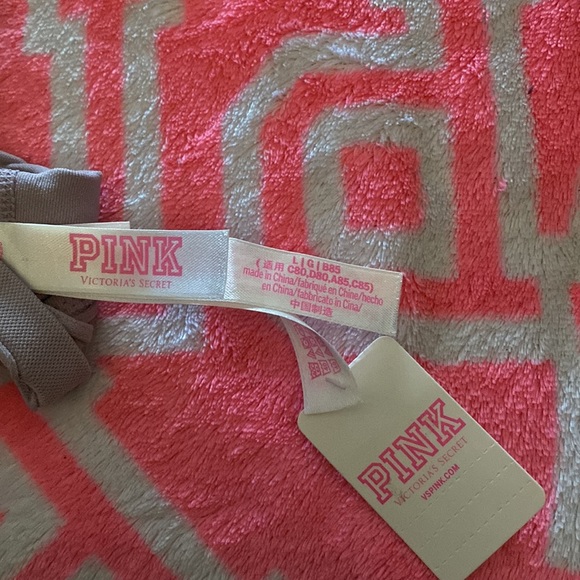 PINK
VICTORIA'S SECRET
L | G | B85
(适用 C80,D80,A85,C85)
made in China/fabriqué en Chine/hecho
en China/fabbricato in Cina/
中国制造
PINK
VICTORIA'S SECRET
VSPINK.COM